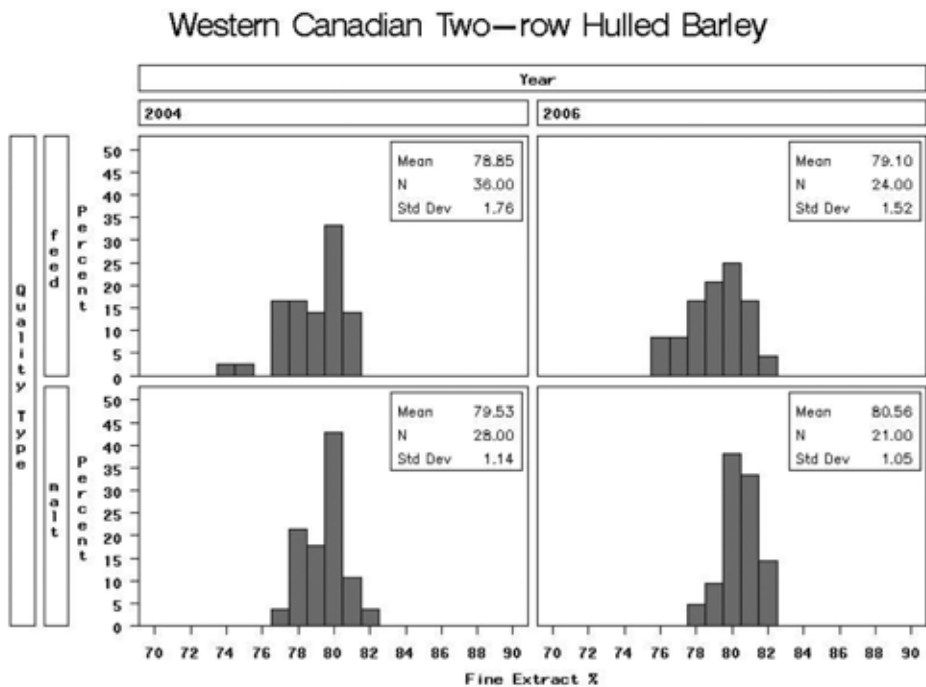 Western Canadian Two-row Hulled Barley
Year
2004
2006
Quality Type
feed
Percent
50
45
40
35
30
25
20
15
10
5
0
Mean 78.85
N 36.00
Std Dev 1.76
Mean 79.10
N 24.00
Std Dev 1.52
malt
Percent
50
45
40
35
30
25
20
15
10
5
0
Mean 79.53
N 28.00
Std Dev 1.14
Mean 80.56
N 21.00
Std Dev 1.05
70 72 74 76 78 80 82 84 86 88 90
70 72 74 76 78 80 82 84 86 88 90
Fine Extract %